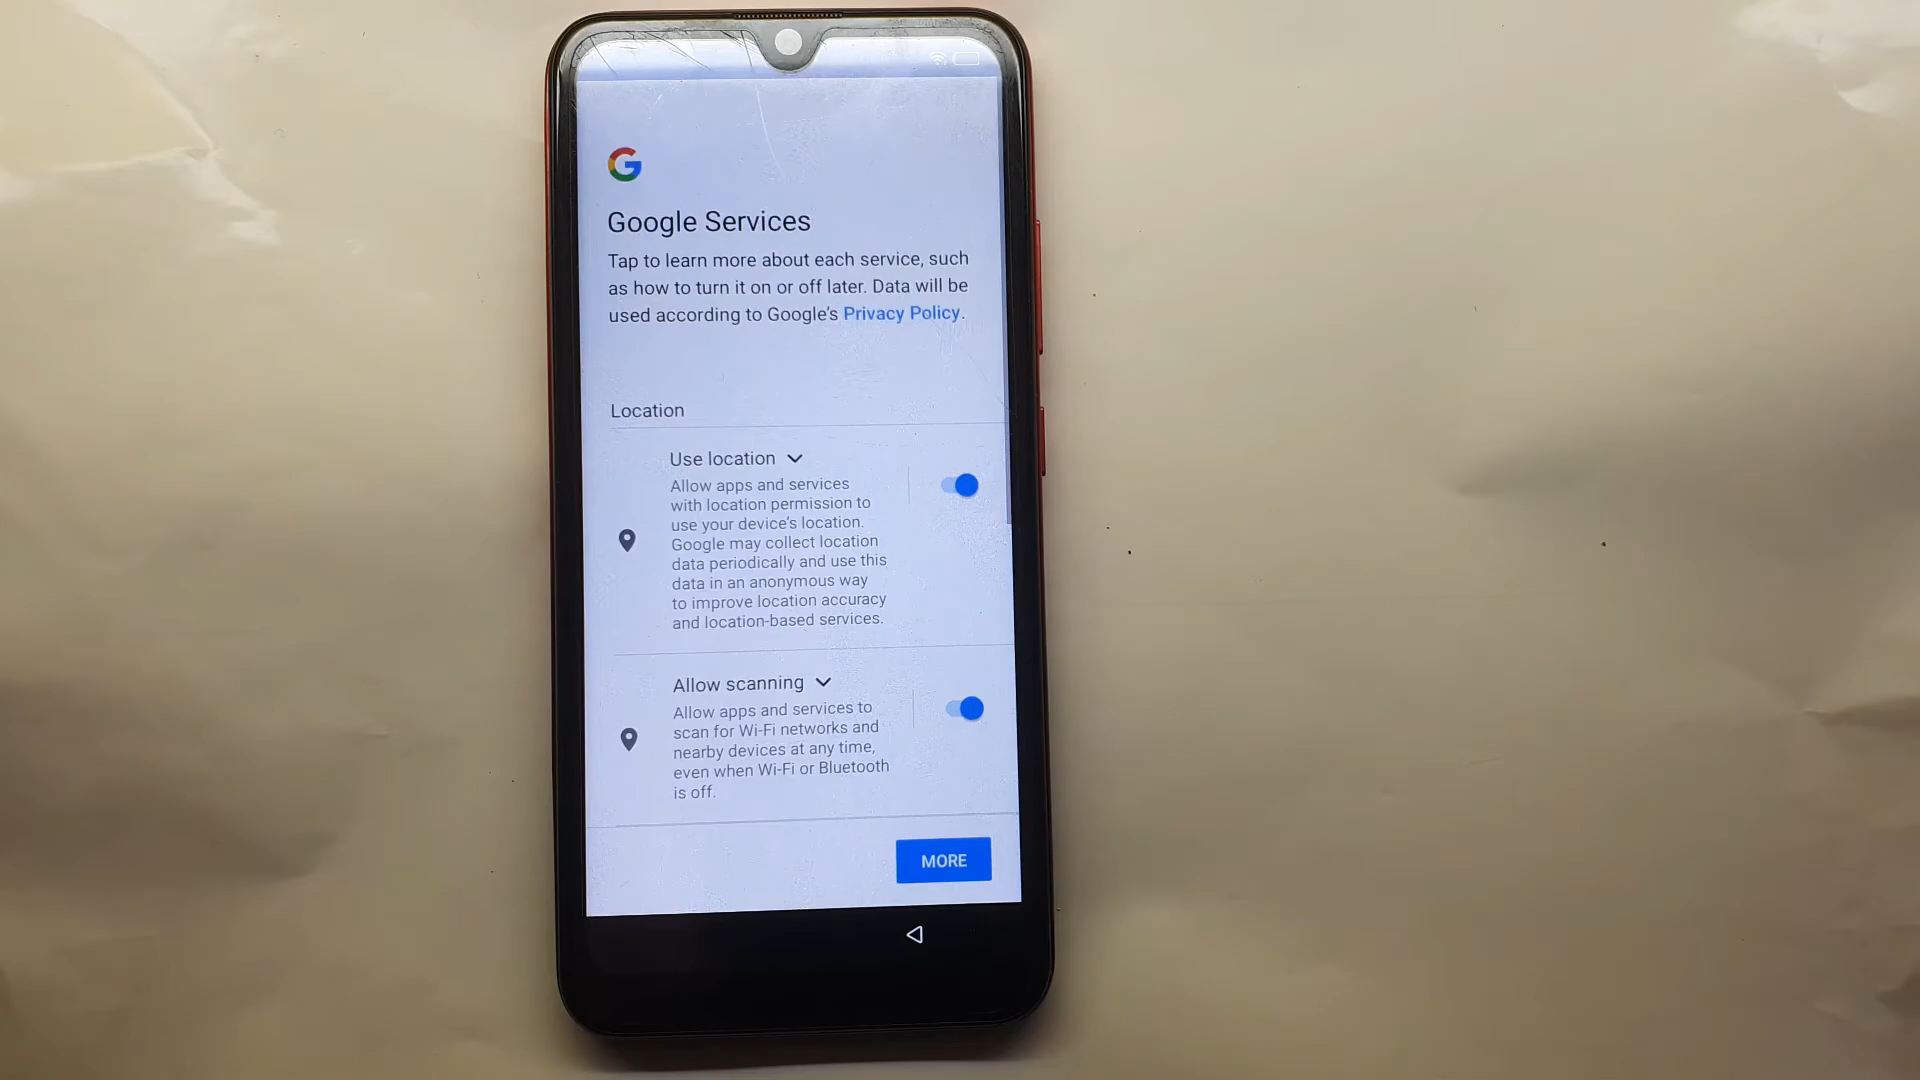 Google Services
Tap to learn more about each service, such
as how to turn it on or off later. Data will be
used according to Google's Privacy Policy.
Location
Use location
Allow apps and services
with location permission to
use your device's location.
Google may collect location
data periodically and use this
data in an anonymous way
to improve location accuracy
and location-based services.
Allow scanning
Allow apps and services to
scan for Wi-Fi networks and
nearby devices at any time,
even when Wi-Fi or Bluetooth
is off.
MORE